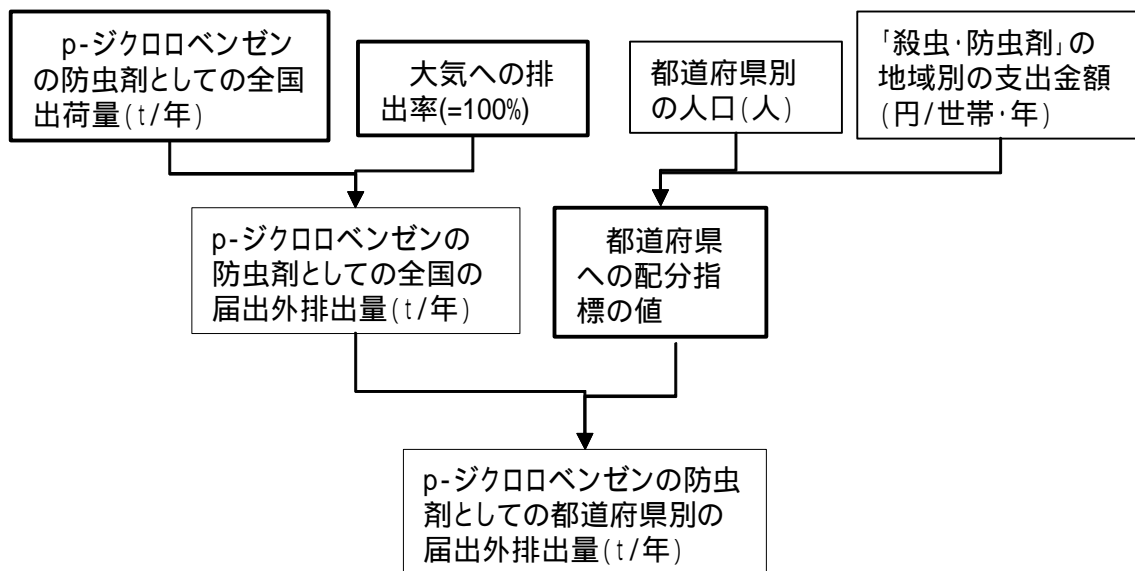 p-ジクロロベンゼン
の防虫剤としての全国
出荷量(t/年)
大気への排
出率(=100%)
都道府県別
の人口(人)
「殺虫・防虫剤」の
地域別の支出金額
(円/世帯・年)
p-ジクロロベンゼンの
防虫剤としての全国の
届出外排出量(t/年)
都道府県
への配分指
標の値
p-ジクロロベンゼンの防虫
剤としての都道府県別の
届出外排出量(t/年)